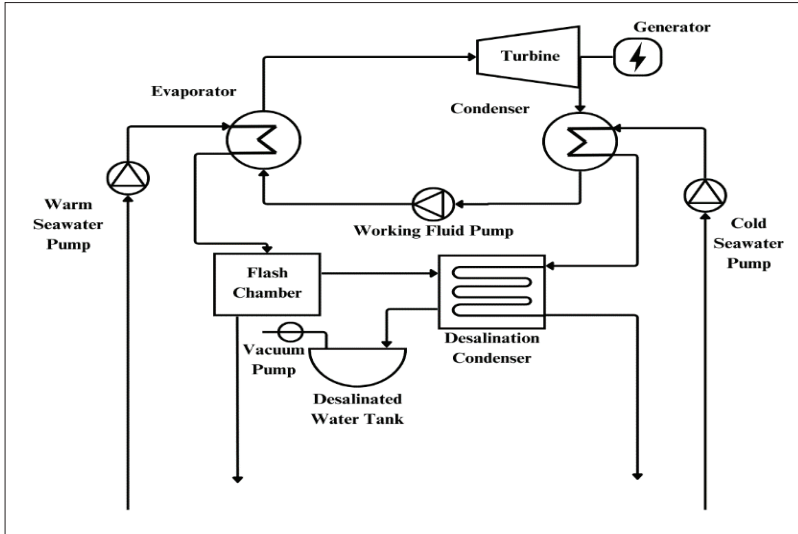 Generator
Turbine
Evaporator
Condenser
Warm
Seawater
Pump
Working Fluid Pump
Cold
Seawater
Pump
Flash
Chamber
Vacuum
Pump
Desalination
Condenser
Desalinated
Water Tank